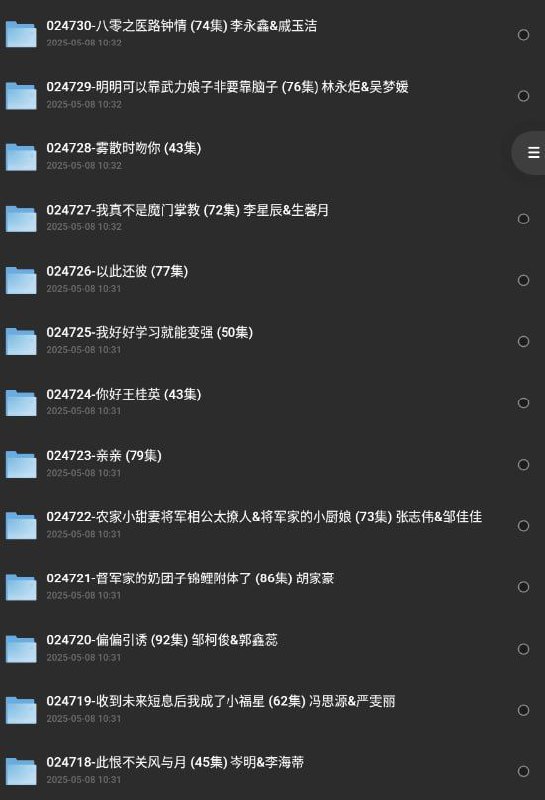 024730-八零之医路钟情 (74集) 李永鑫&戚玉洁
2025-05-08 10:32
024729-明明可以靠武力娘子非要靠脑子 (76集) 林永炬&吴梦媛
2025-05-08 10:32
024728-雾散时吻你 (43集)
2025-05-08 10:32
024727-我真不是魔门掌教 (72集) 李星辰&生馨月
2025-05-08 10:32
024726-以此还彼 (77集)
2025-05-08 10:31
024725-我好好学习就能变强 (50集)
2025-05-08 10:31
024724-你好王桂英 (43集)
2025-05-08 10:31
024723-亲亲 (79集)
2025-05-08 10:31
024722-农家小甜妻将军相公太撩人&将军家的小厨娘 (73集) 张志伟&邹佳佳
2025-05-08 10:31
024721-督军家的奶团子锦鲤附体了 (86集) 胡家豪
2025-05-08 10:31
024720-偏偏引诱 (92集) 邹柯俊&郭鑫蕊
2025-05-08 10:31
024719-收到未来短息后我成了小福星 (62集) 冯思源&严雯丽
2025-05-08 10:31
024718-此恨不关风与月 (45集) 岑明&李海蒂
2025-05-08 10:31